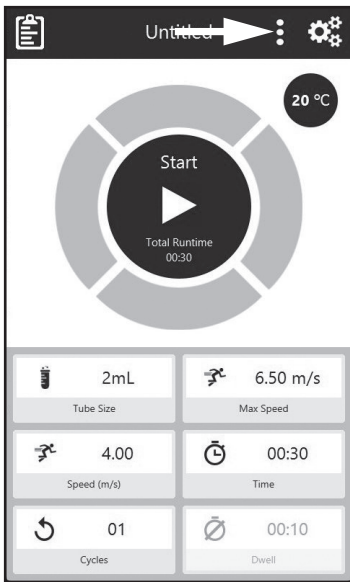 Untitled
20 °C
Start
Total Runtime
00:30
2mL
Tube Size
6.50 m/s
Max Speed
4.00
Speed (m/s)
00:30
Time
01
Cycles
00:10
Dwell